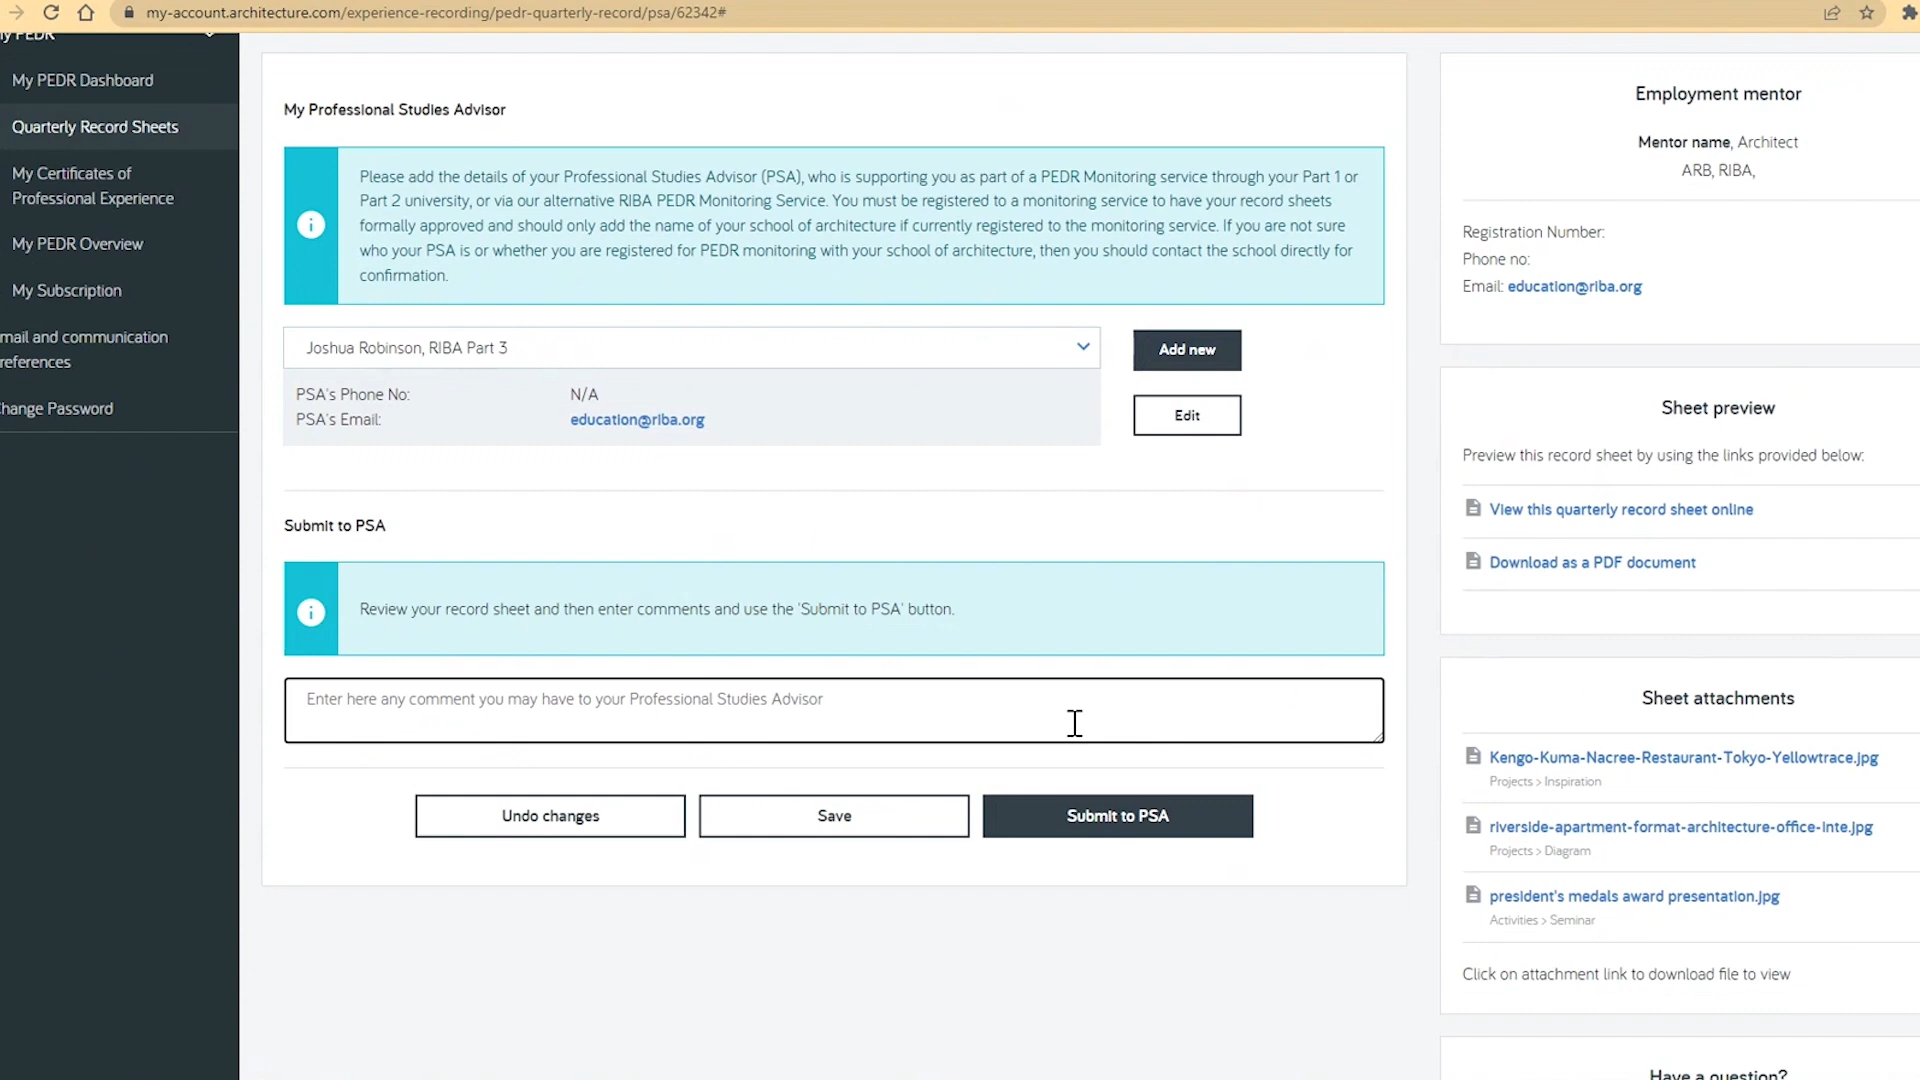 my-account.architecture.com/experience-recording/pedr-quarterly-record/psa/62342#
My PEDR Dashboard
Quarterly Record Sheets
My Certificates of
Professional Experience
My PEDR Overview
My Subscription
mail and communication
references
hange Password
My Professional Studies Advisor
Please add the details of your Professional Studies Advisor (PSA), who is supporting you as part of a PEDR Monitoring service through your Part 1 or
Part 2 university, or via our alternative RIBA PEDR Monitoring Service. You must be registered to a monitoring service to have your record sheets
formally approved and should only add the name of your school of architecture if currently registered to the monitoring service. If you are not sure
who your PSA is or whether you are registered for PEDR monitoring with your school of architecture, then you should contact the school directly for
confirmation.
Joshua Robinson, RIBA Part 3
Add new
PSA's Phone No: N/A
PSA's Email: education@riba.org
Edit
Submit to PSA
Review your record sheet and then enter comments and use the 'Submit to PSA' button.
Enter here any comment you may have to your Professional Studies Advisor
Undo changes
Save
Submit to PSA
Employment mentor
Mentor name, Architect
ARB, RIBA,
Registration Number:
Phone no:
Email: education@riba.org
Sheet preview
Preview this record sheet by using the links provided below:
View this quarterly record sheet online
Download as a PDF document
Sheet attachments
Kengo-Kuma-Nacree-Restaurant-Tokyo-Yellowtrace.jpg
Projects > Inspiration
riverside-apartment-format-architecture-office-inte.jpg
Projects > Diagram
president's medals award presentation.jpg
Activities > Seminar
Click on attachment link to download file to view
Have a question?